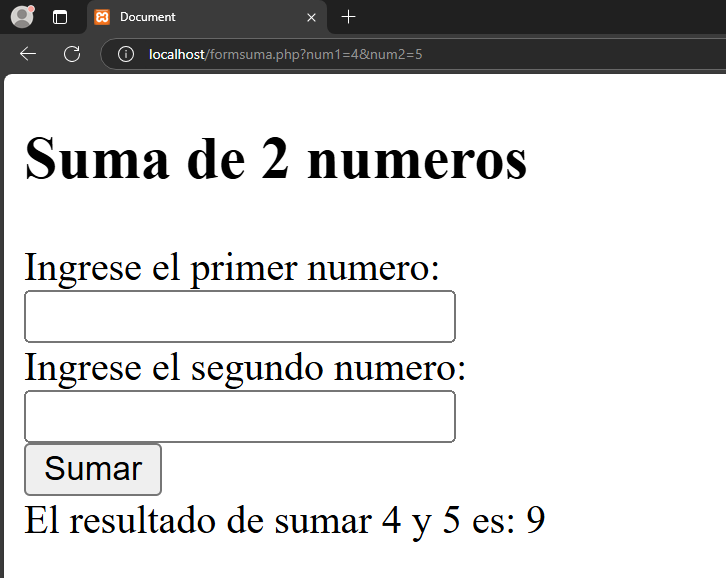 Document
localhost/formsuma.php?num1=4&num2=5
Suma de 2 numeros
Ingrese el primer numero:
Ingrese el segundo numero:
Sumar
El resultado de sumar 4 y 5 es: 9